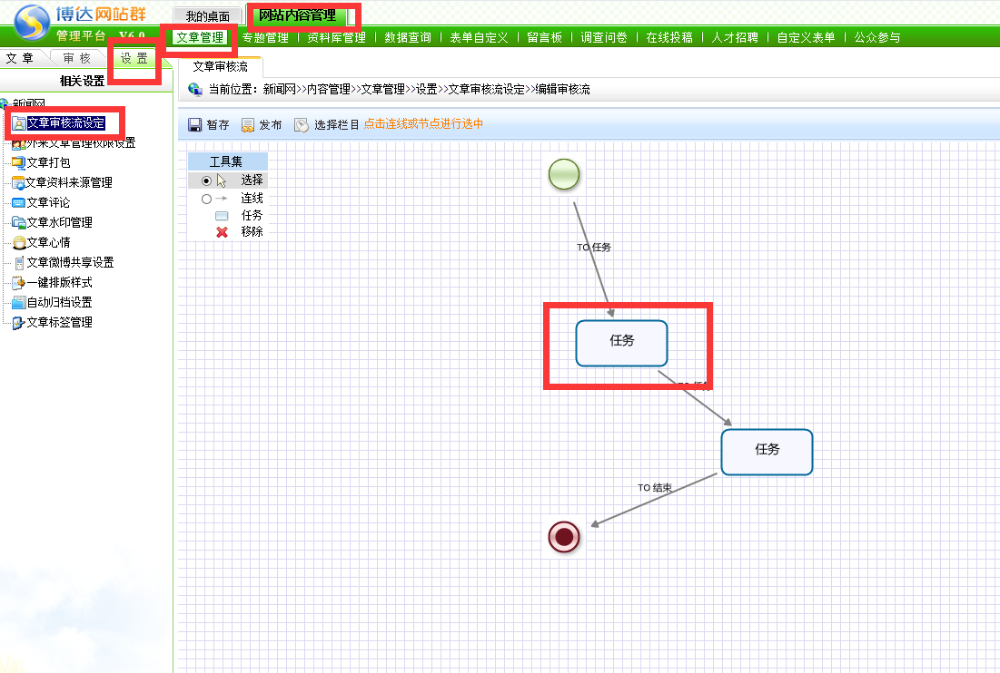 博达网站群
管理平台 V6.0
我的桌面
网站内容管理
文章管理 | 专题管理 | 资料库管理 | 数据查询 | 表单自定义 | 留言板 | 调查问卷 | 在线投稿 | 人才招聘 | 自定义表单 | 公众参与
文章 审核 设置
相关设置
新闻网
文章审核流设定
外来文章管理权限设置
文章打包
文章资料来源管理
文章评论
文章水印管理
文章心情
文章微博共享设置
一键排版样式
自动归档设置
文章标签管理
文章审核流
当前位置: 新闻网>>内容管理>>文章管理>>设置>>文章审核流设定>>编辑审核流
暂存 发布 选择栏目 点击连线或节点进行选中
工具集
选择
连线
任务
移除
TO 任务
任务
TO 任务
任务
TO 结束